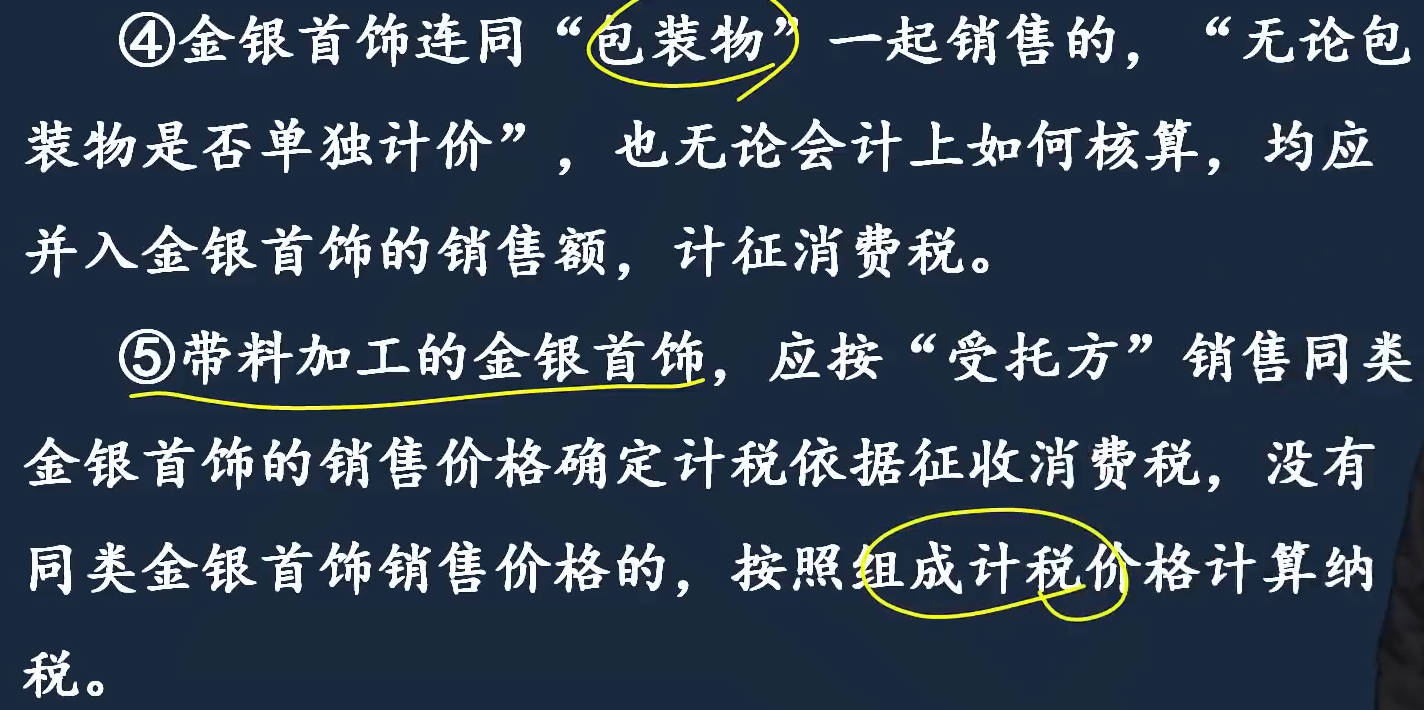 ④金银首饰连同“包装物”一起销售的，“无论包
装物是否单独计价”，也无论会计上如何核算，均应
并入金银首饰的销售额，计征消费税。
⑤带料加工的金银首饰，应按“受托方”销售同类
金银首饰的销售价格确定计税依据征收消费税，没有
同类金银首饰销售价格的，按照组成计税价格计算纳
税。